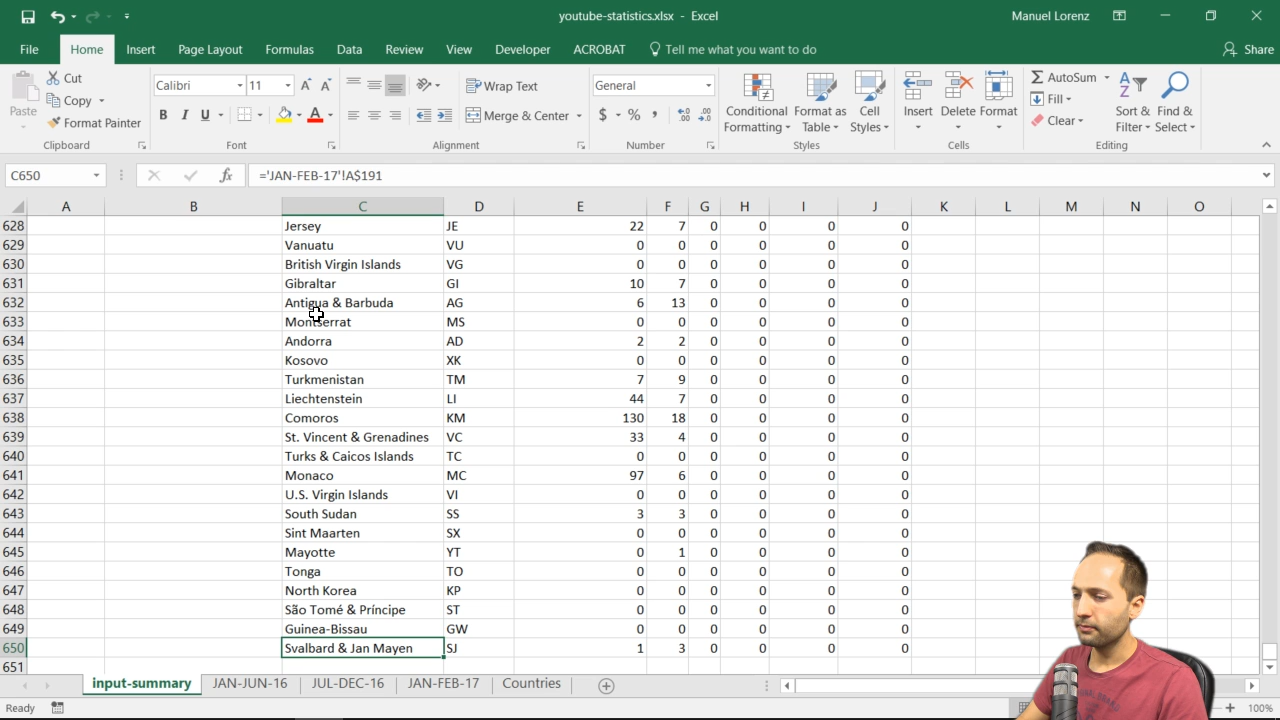 youtube-statistics.xlsx - Excel
Manuel Lorenz
File Home Insert Page Layout Formulas Data Review View Developer ACROBAT Tell me what you want to do Share
Paste Cut Copy Format Painter Clipboard
Calibri 11 B I U A Font
Wrap Text Merge & Center Alignment
General $ % , Number
Conditional Formatting Format as Table Cell Styles Styles
Insert Delete Format Cells
AutoSum Fill Clear Sort & Filter Find & Select Editing
C650 fx ='JAN-FEB-17'!A$191
A B C D E F G H I J K L M N O
628 Jersey JE 22 7 0 0 0 0
629 Vanuatu VU 0 0 0 0 0 0
630 British Virgin Islands VG 0 0 0 0 0 0
631 Gibraltar GI 10 7 0 0 0 0
632 Antigua & Barbuda AG 6 13 0 0 0 0
633 Montserrat MS 0 0 0 0 0 0
634 Andorra AD 2 2 0 0 0 0
635 Kosovo XK 0 0 0 0 0 0
636 Turkmenistan TM 7 9 0 0 0 0
637 Liechtenstein LI 44 7 0 0 0 0
638 Comoros KM 130 18 0 0 0 0
639 St. Vincent & Grenadines VC 33 4 0 0 0 0
640 Turks & Caicos Islands TC 0 0 0 0 0 0
641 Monaco MC 97 6 0 0 0 0
642 U.S. Virgin Islands VI 0 0 0 0 0 0
643 South Sudan SS 3 3 0 0 0 0
644 Sint Maarten SX 0 0 0 0 0 0
645 Mayotte YT 0 1 0 0 0 0
646 Tonga TO 0 0 0 0 0 0
647 North Korea KP 0 0 0 0 0 0
648 São Tomé & Príncipe ST 0 0 0 0 0 0
649 Guinea-Bissau GW 0 0 0 0 0 0
650 Svalbard & Jan Mayen SJ 1 3 0 0 0 0
651
input-summary JAN-JUN-16 JUL-DEC-16 JAN-FEB-17 Countries
Ready 100%